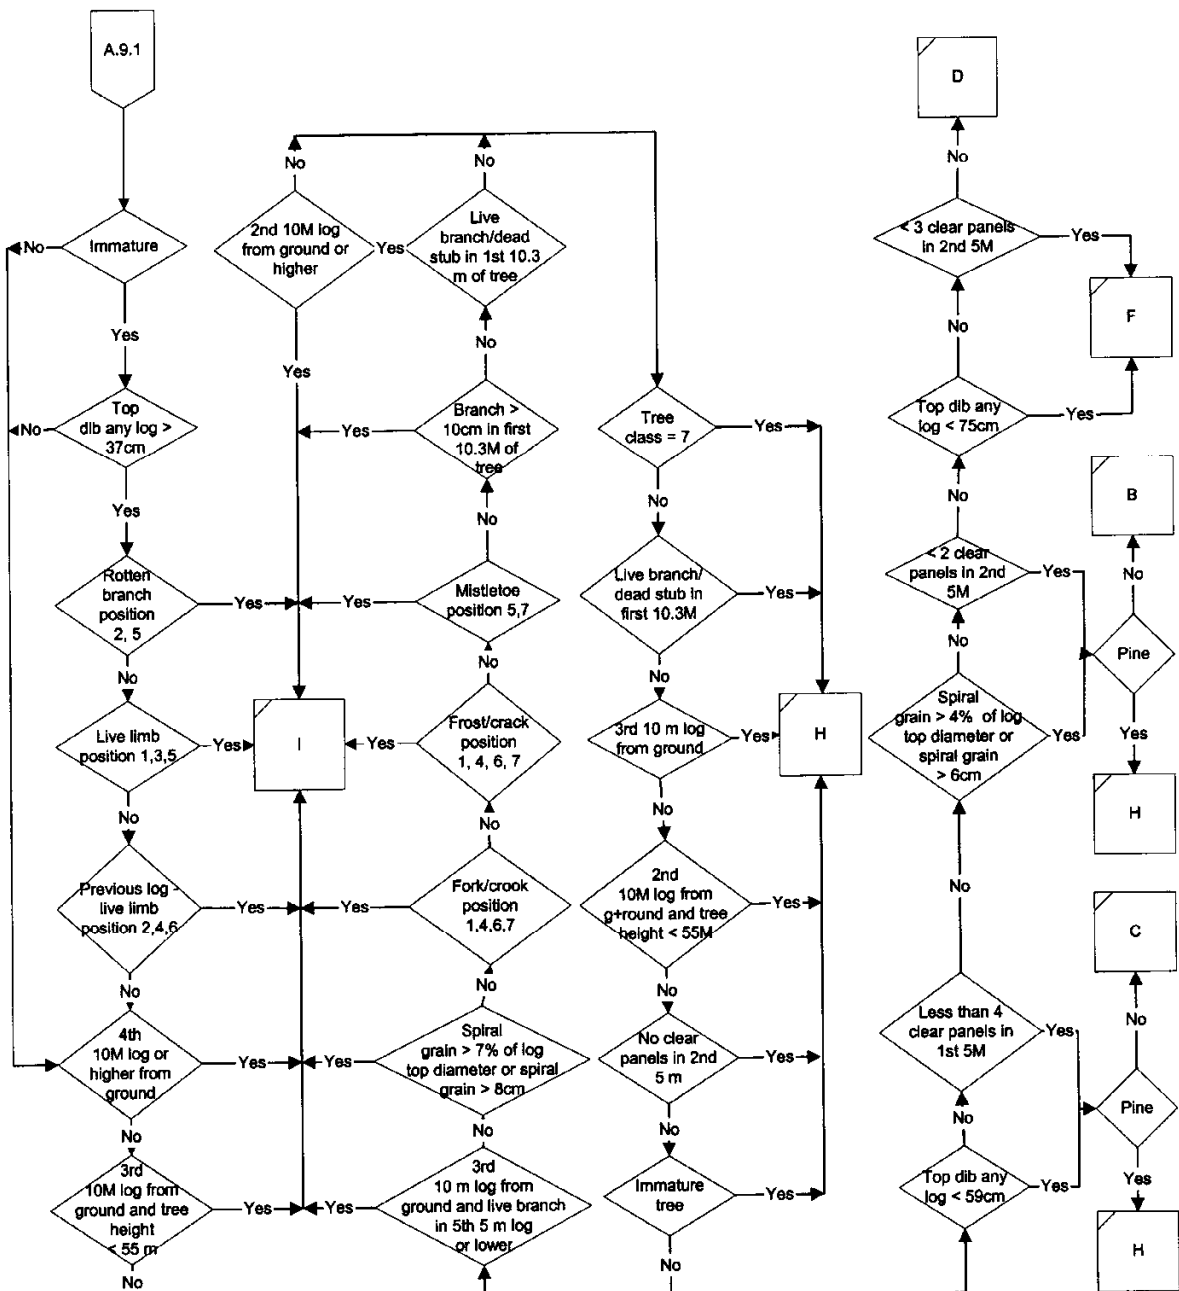 A.9.1
No
Immature
Yes
No
Top
dib any log >
37cm
Yes
Rotten
branch
position
2, 5
Yes
No
Live limb
position 1,3,5
Yes
No
Previous log -
live limb
position 2,4,6
Yes
No
4th
10M log or
higher from
ground
Yes
No
3rd
10M log from
ground and tree
height
< 55 m
Yes
No
No
2nd 10M log
from ground or
higher
Yes
Yes
I
No
Live
branch/dead
stub in 1st 10.3
m of tree
No
Branch >
10cm in first
10.3M of
tree
Yes
No
Mistletoe
position 5,7
Yes
No
Frost/crack
position
1, 4, 6, 7
Yes
No
Fork/crook
position
1,4,6,7
Yes
No
Spiral
grain > 7% of log
top diameter or spiral
grain > 8cm
Yes
No
3rd
10 m log from
ground and live branch
in 5th 5 m log
or lower
Yes
Tree
class = 7
Yes
No
Live branch/
dead stub in
first 10.3M
Yes
No
3rd 10 m log
from ground
Yes
H
No
2nd
10M log from
g+round and tree
height < 55M
Yes
No
No clear
panels in 2nd
5 m
Yes
No
Immature
tree
Yes
No
D
No
< 3 clear panels
in 2nd 5M
Yes
F
No
Top dib any
log < 75cm
Yes
No
< 2 clear
panels in 2nd
5M
Yes
B
No
Pine
Yes
H
No
Spiral
grain > 4% of log
top diameter or
spiral grain
> 6cm
Yes
No
Less than 4
clear panels in
1st 5M
Yes
C
No
Pine
Yes
H
No
Top dib any
log < 59cm
Yes